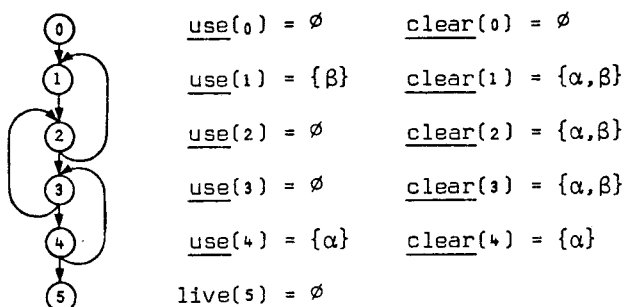 0 use(0) = ∅ clear(0) = ∅
1 use(1) = {β} clear(1) = {α,β}
2 use(2) = ∅ clear(2) = {α,β}
3 use(3) = ∅ clear(3) = {α,β}
4 use(4) = {α} clear(4) = {α}
5 live(5) = ∅